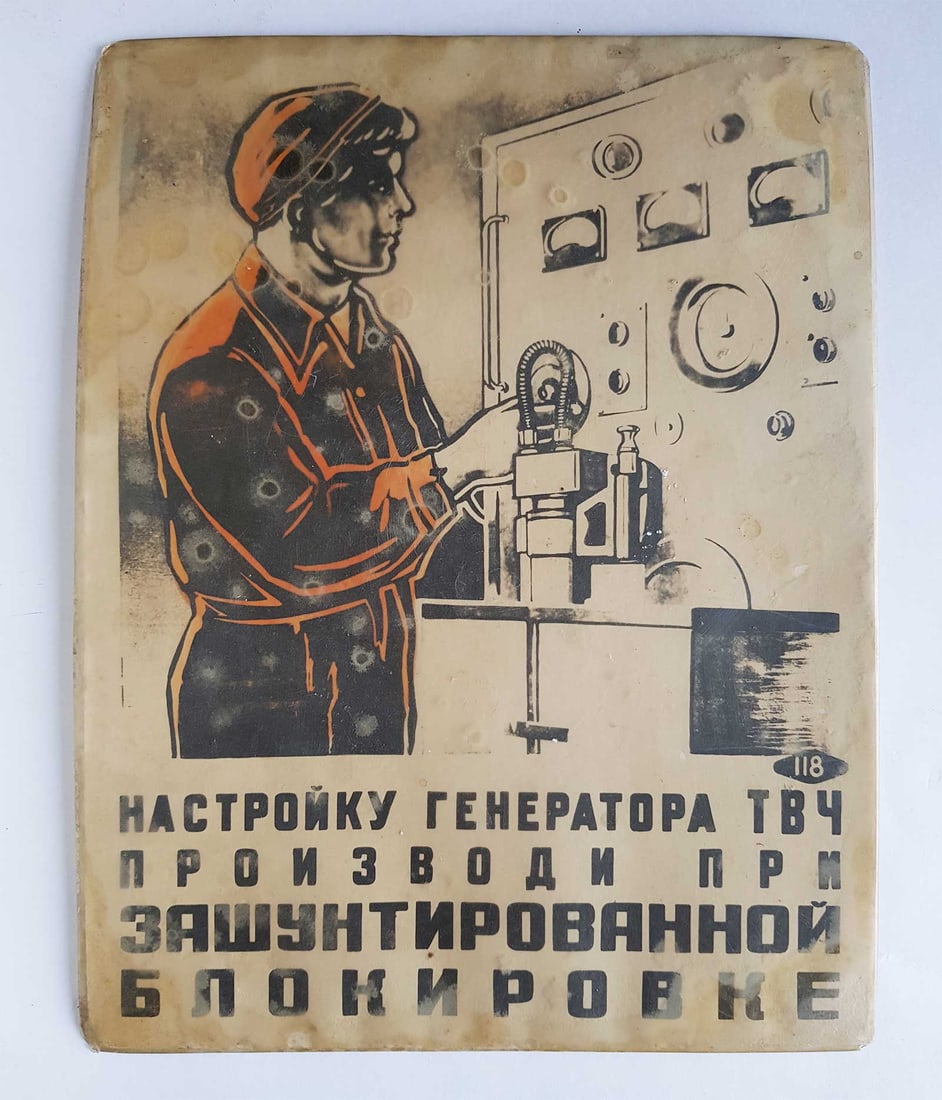 118
НАСТРОЙКУ ГЕНЕРАТОРА ТВЧ
ПРОИЗВОДИ ПРИ
ЗАШУНТИРОВАННОЙ
БЛОКИРОВКЕ